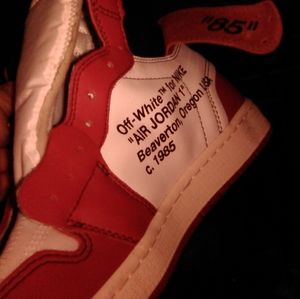 "85"
Off-White™ for NIKE
"AIR JORDAN 1"
Beaverton, Oregon, USA
c. 1985